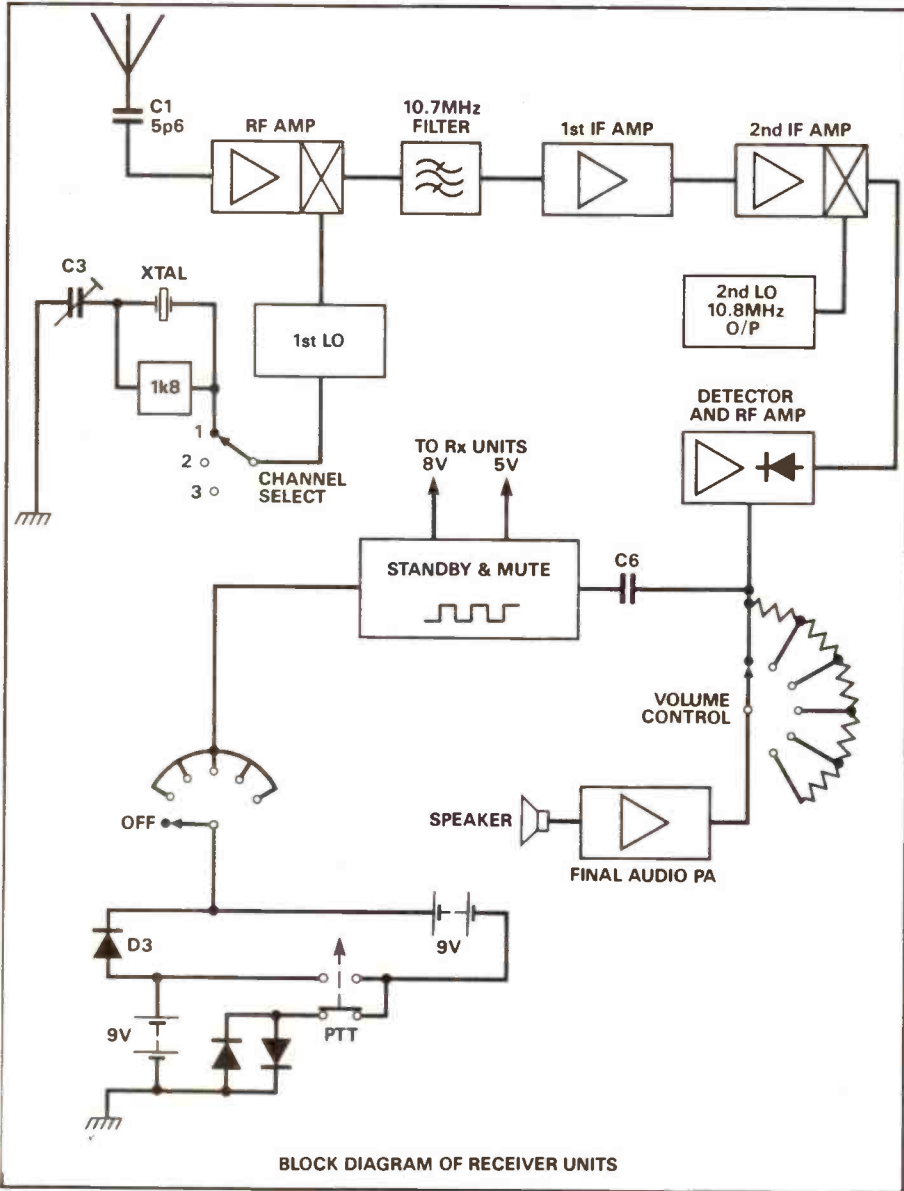 C1
5p6
RF AMP
10.7MHz
FILTER
1st IF AMP
2nd IF AMP
C3
XTAL
1k8
1st LO
2nd LO
10.8MHz
O/P
1
2
3
CHANNEL
SELECT
DETECTOR
AND RF AMP
TO Rx UNITS
8V
5V
STANDBY & MUTE
C6
VOLUME
CONTROL
OFF
SPEAKER
FINAL AUDIO PA
D3
9V
9V
PTT
BLOCK DIAGRAM OF RECEIVER UNITS